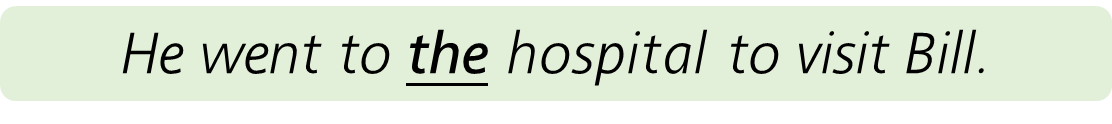 He went to the hospital to visit Bill.